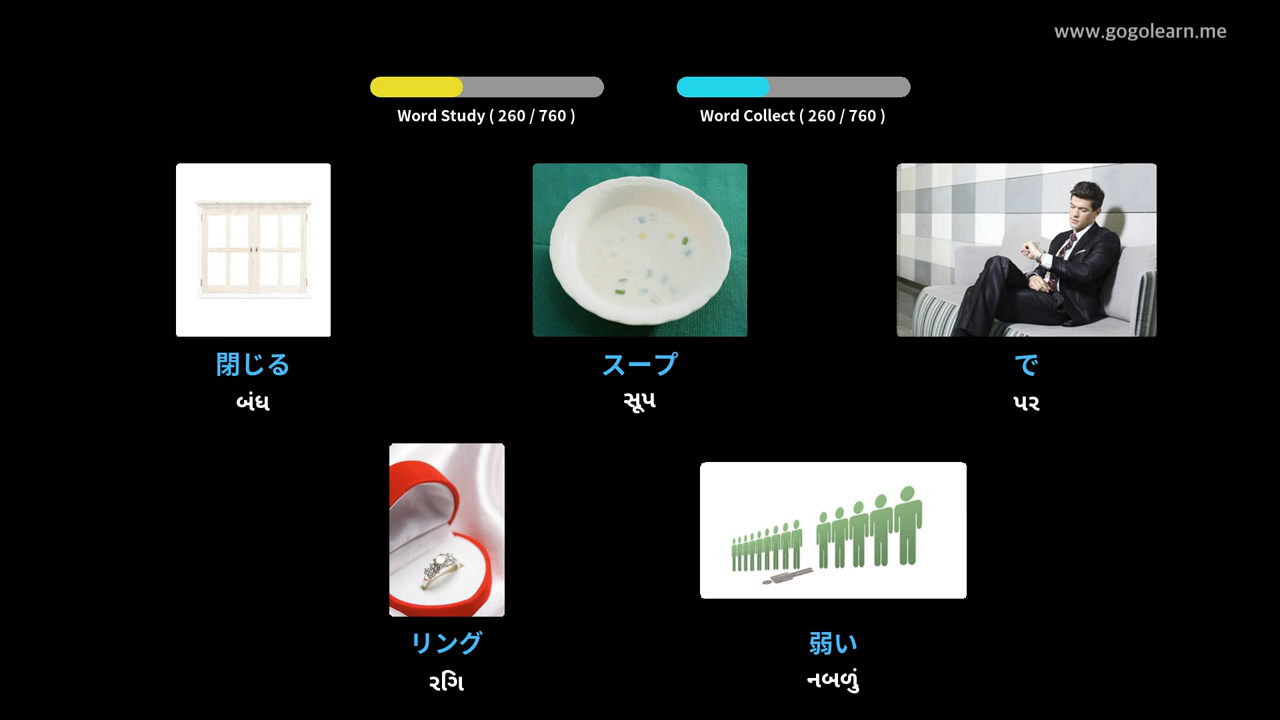 www.gogolearn.me
Word Study ( 260 / 760 )
Word Collect ( 260 / 760 )
閉じる
બંધ
スープ
સૂપ
で
પર
リング
રગિ
弱い
નબળું